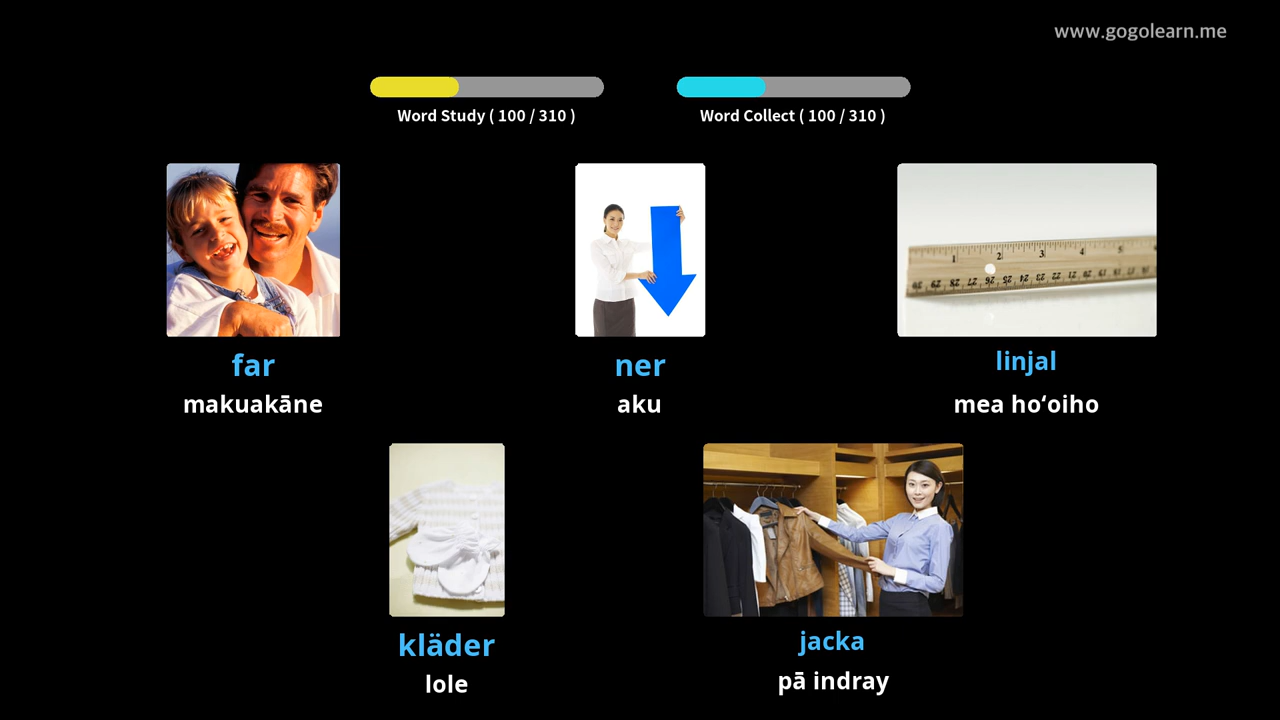 www.gogolearn.me
Word Study ( 100 / 310 )
Word Collect ( 100 / 310 )
far
makuakāne
ner
aku
linjal
mea hoʻoiho
kläder
lole
jacka
pā indray